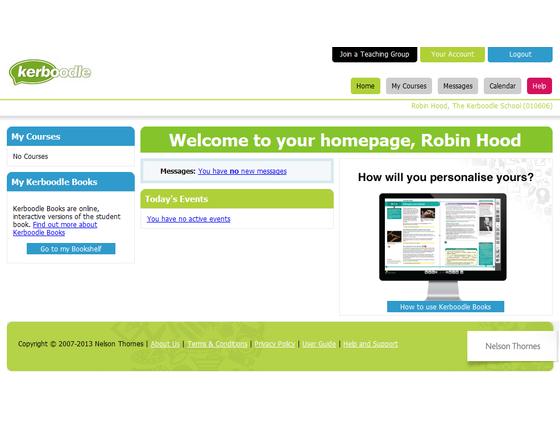 Join a Teaching Group
Your Account
Logout
kerboodle
Home
My Courses
Messages
Calendar
Help
Robin Hood, The Kerboodle School (010606)
My Courses
No Courses
My Kerboodle Books
Kerboodle Books are online,
interactive versions of the student
book. Find out more about
Kerboodle Books
Go to my Bookshelf
Welcome to your homepage, Robin Hood
Messages: You have no new messages
Today's Events
You have no active events
How will you personalise yours?
How to use Kerboodle Books
Copyright © 2007-2013 Nelson Thornes | About Us | Terms & Conditions | Privacy Policy | User Guide | Help and Support
Nelson Thornes